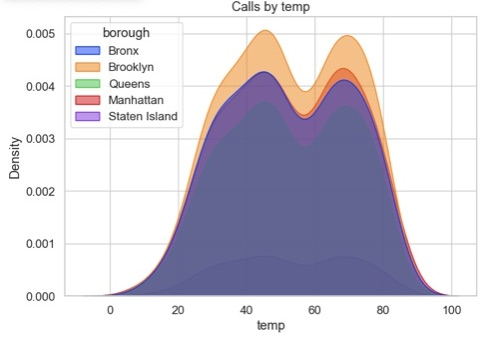 Calls by temp
borough
Bronx
Brooklyn
Queens
Manhattan
Staten Island
0.005
0.004
0.003
0.002
0.001
0.000
Density
0 20 40 60 80 100
temp